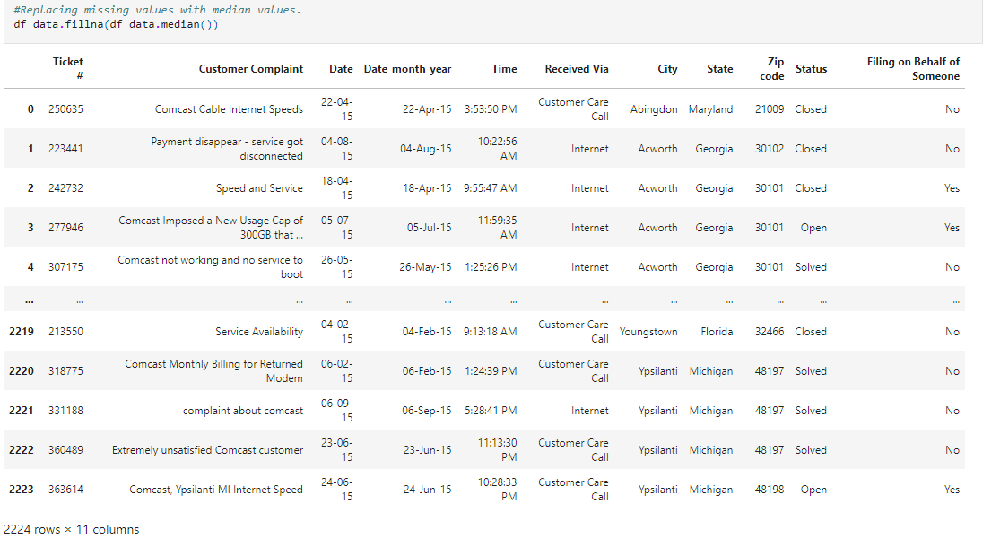 #Replacing missing values with median values.
df_data.fillna(df_data.median())
Ticket # Customer Complaint Date Date_month_year Time Received Via City State Zip code Status Filing on Behalf of Someone
0 250635 Comcast Cable Internet Speeds 22-04-15 22-Apr-15 3:53:50 PM Customer Care Call Abingdon Maryland 21009 Closed No
1 223441 Payment disappear - service got disconnected 04-08-15 04-Aug-15 10:22:56 AM Internet Acworth Georgia 30102 Closed No
2 242732 Speed and Service 18-04-15 18-Apr-15 9:55:47 AM Internet Acworth Georgia 30101 Closed Yes
3 277946 Comcast Imposed a New Usage Cap of 300GB that ... 05-07-15 05-Jul-15 11:59:35 AM Internet Acworth Georgia 30101 Open Yes
4 307175 Comcast not working and no service to boot 26-05-15 26-May-15 1:25:26 PM Internet Acworth Georgia 30101 Solved No
... ... ... ... ... ... ... ... ... ... ... ...
2219 213550 Service Availability 04-02-15 04-Feb-15 9:13:18 AM Customer Care Call Youngstown Florida 32466 Closed No
2220 318775 Comcast Monthly Billing for Returned Modem 06-02-15 06-Feb-15 1:24:39 PM Customer Care Call Ypsilanti Michigan 48197 Solved No
2221 331188 complaint about comcast 06-09-15 06-Sep-15 5:28:41 PM Internet Ypsilanti Michigan 48197 Solved No
2222 360489 Extremely unsatisfied Comcast customer 23-06-15 23-Jun-15 11:13:30 PM Customer Care Call Ypsilanti Michigan 48197 Solved No
2223 363614 Comcast, Ypsilanti MI Internet Speed 24-06-15 24-Jun-15 10:28:33 PM Customer Care Call Ypsilanti Michigan 48198 Open Yes
2224 rows × 11 columns